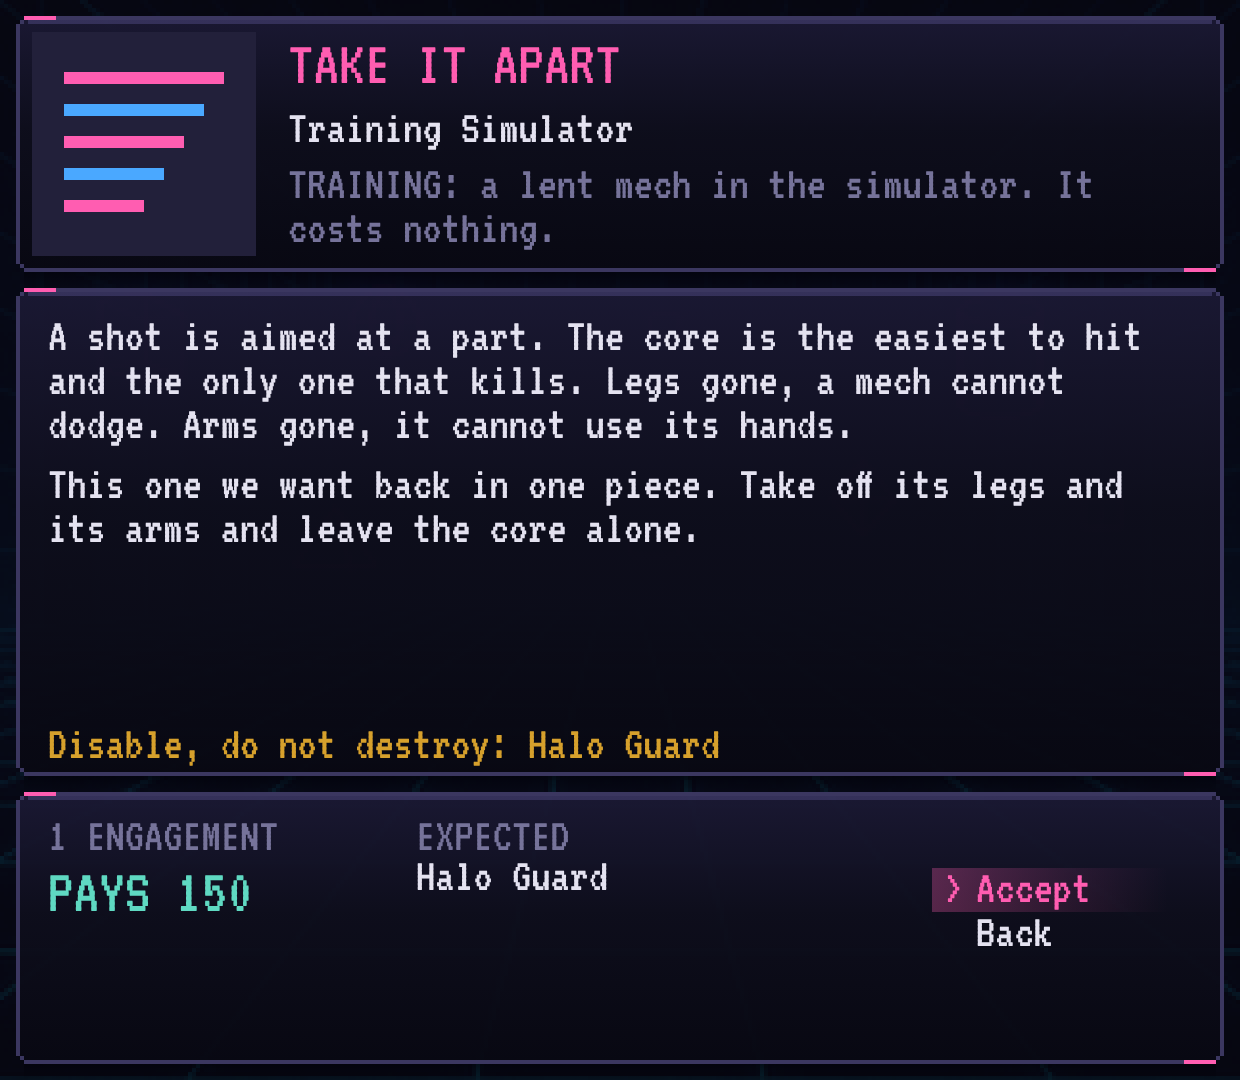 TAKE IT APART
Training Simulator
TRAINING: a lent mech in the simulator. It
costs nothing.
A shot is aimed at a part. The core is the easiest to hit
and the only one that kills. Legs gone, a mech cannot
dodge. Arms gone, it cannot use its hands.
This one we want back in one piece. Take off its legs and
its arms and leave the core alone.
Disable, do not destroy: Halo Guard
1 ENGAGEMENT
PAYS 150
EXPECTED
Halo Guard
> Accept
Back